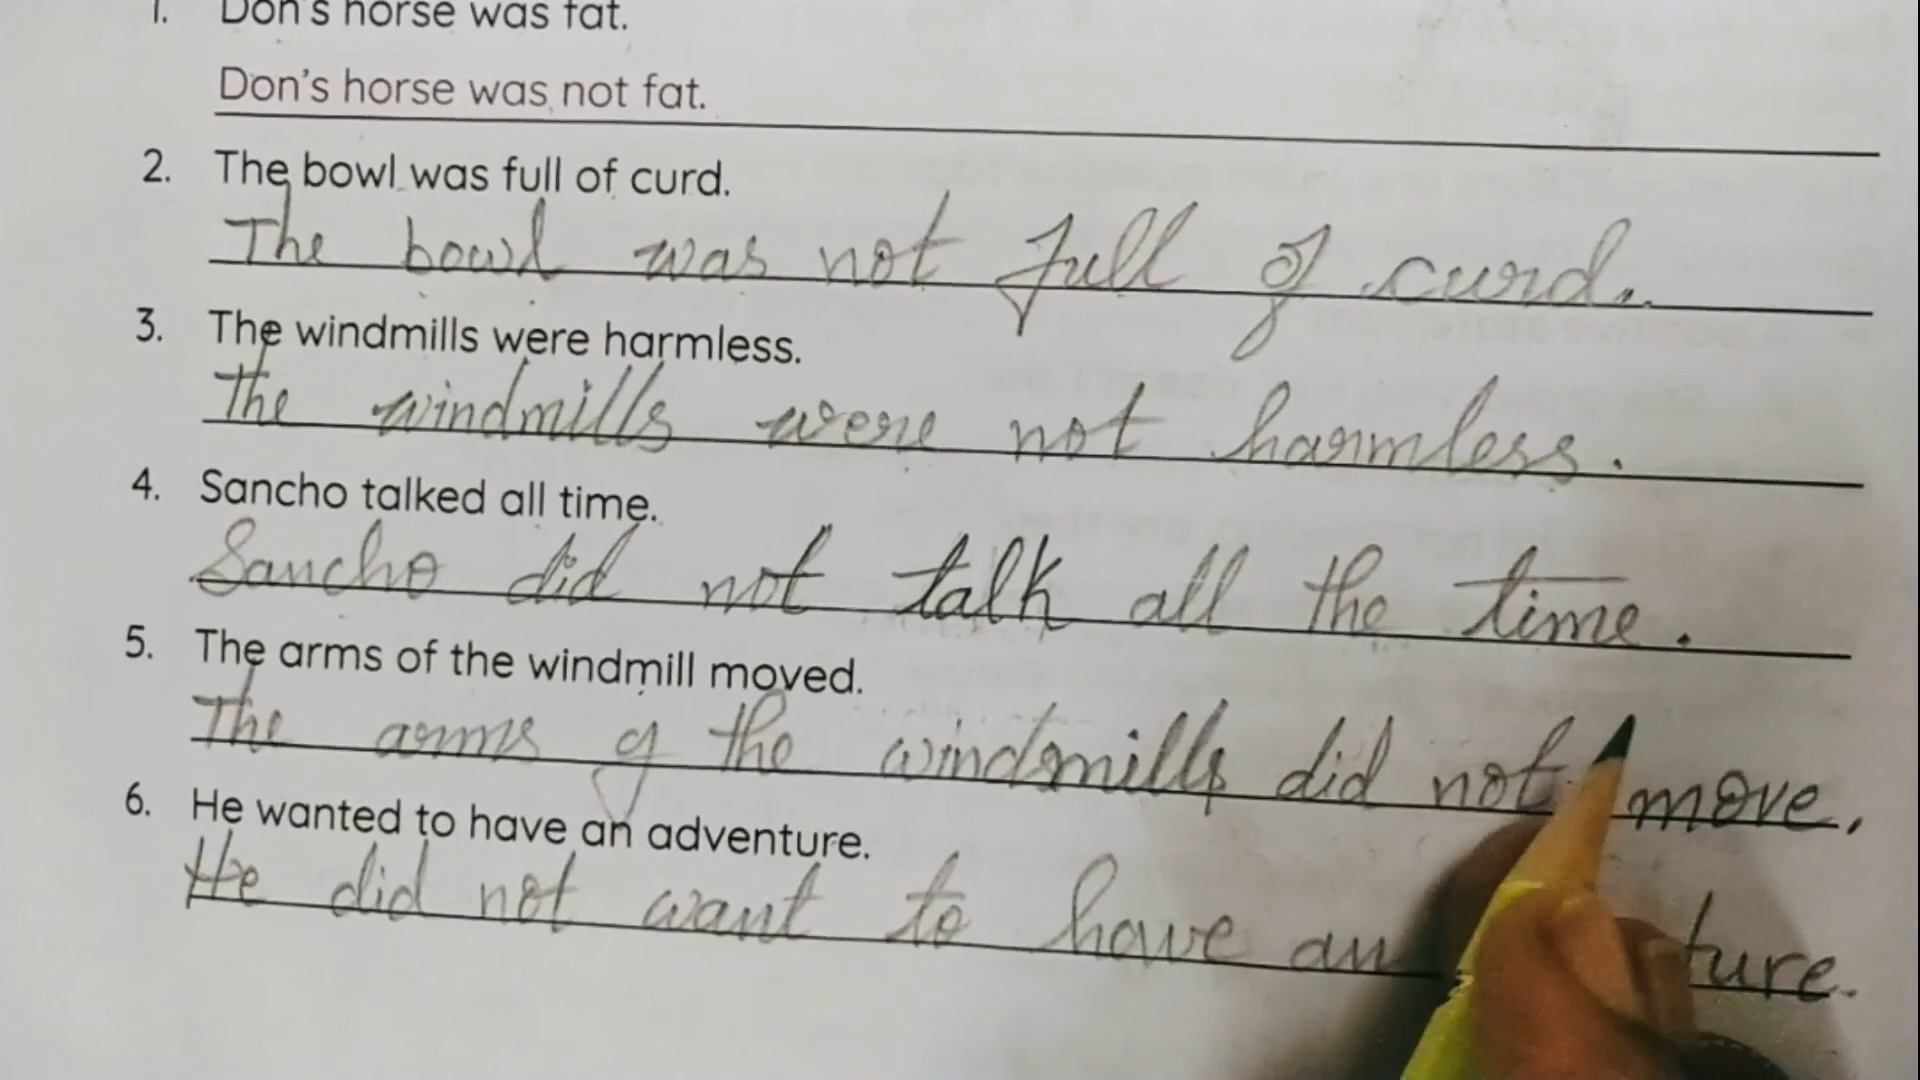 1. Don's horse was fat.
Don's horse was not fat.
2. The bowl was full of curd.
The bowl was not full of curd.
3. The windmills were harmless.
The windmills were not harmless.
4. Sancho talked all time.
Sancho did not talk all the time.
5. The arms of the windmill moved.
The arms of the windmills did not move.
6. He wanted to have an adventure.
He did not want to have an ture.